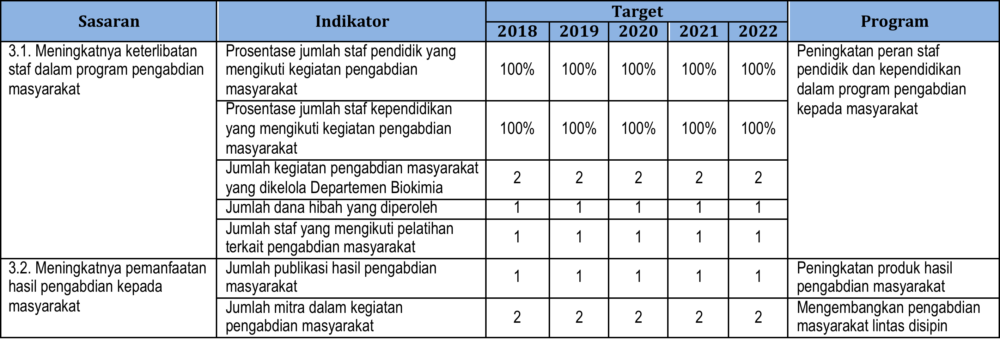 Sasaran Indikator Target Program
2018 2019 2020 2021 2022
3.1. Meningkatnya keterlibatan
staf dalam program pengabdian
masyarakat
Prosentase jumlah staf pendidik yang
mengikuti kegiatan pengabdian
masyarakat
100% 100% 100% 100% 100%
Peningkatan peran staf
pendidik dan kependidikan
dalam program pengabdian
kepada masyarakat
Prosentase jumlah staf kependidikan
yang mengikuti kegiatan pengabdian
masyarakat
100% 100% 100% 100% 100%
Jumlah kegiatan pengabdian masyarakat
yang dikelola Departemen Biokimia
2 2 2 2 2
Jumlah dana hibah yang diperoleh
1 1 1 1 1
Jumlah staf yang mengikuti pelatihan
terkait pengabdian masyarakat
1 1 1 1 1
3.2. Meningkatnya pemanfaatan
hasil pengabdian kepada
masyarakat
Jumlah publikasi hasil pengabdian
masyarakat
1 1 1 1 1
Peningkatan produk hasil
pengabdian masyarakat
Jumlah mitra dalam kegiatan
pengabdian masyarakat
2 2 2 2 2
Mengembangkan pengabdian
masyarakat lintas disipin